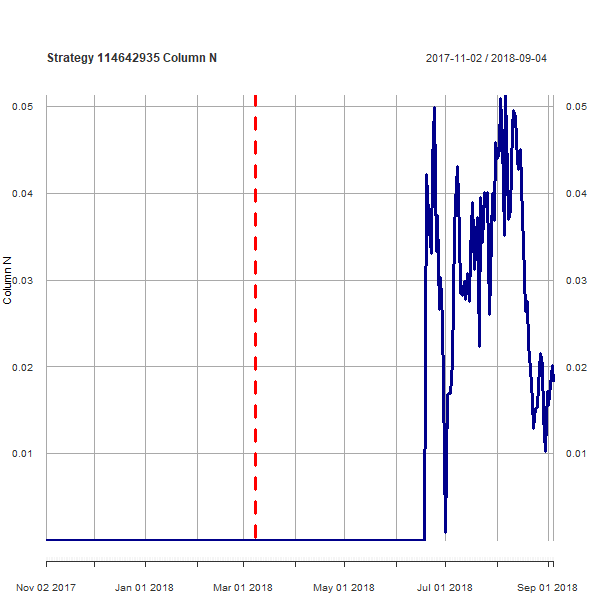 Strategy 114642935 Column N
2017-11-02 / 2018-09-04
0.05
0.05
0.04
0.04
0.03
0.03
Column N
0.02
0.02
0.01
0.01
Nov 02 2017
Jan 01 2018
Mar 01 2018
May 01 2018
Jul 01 2018
Sep 01 2018